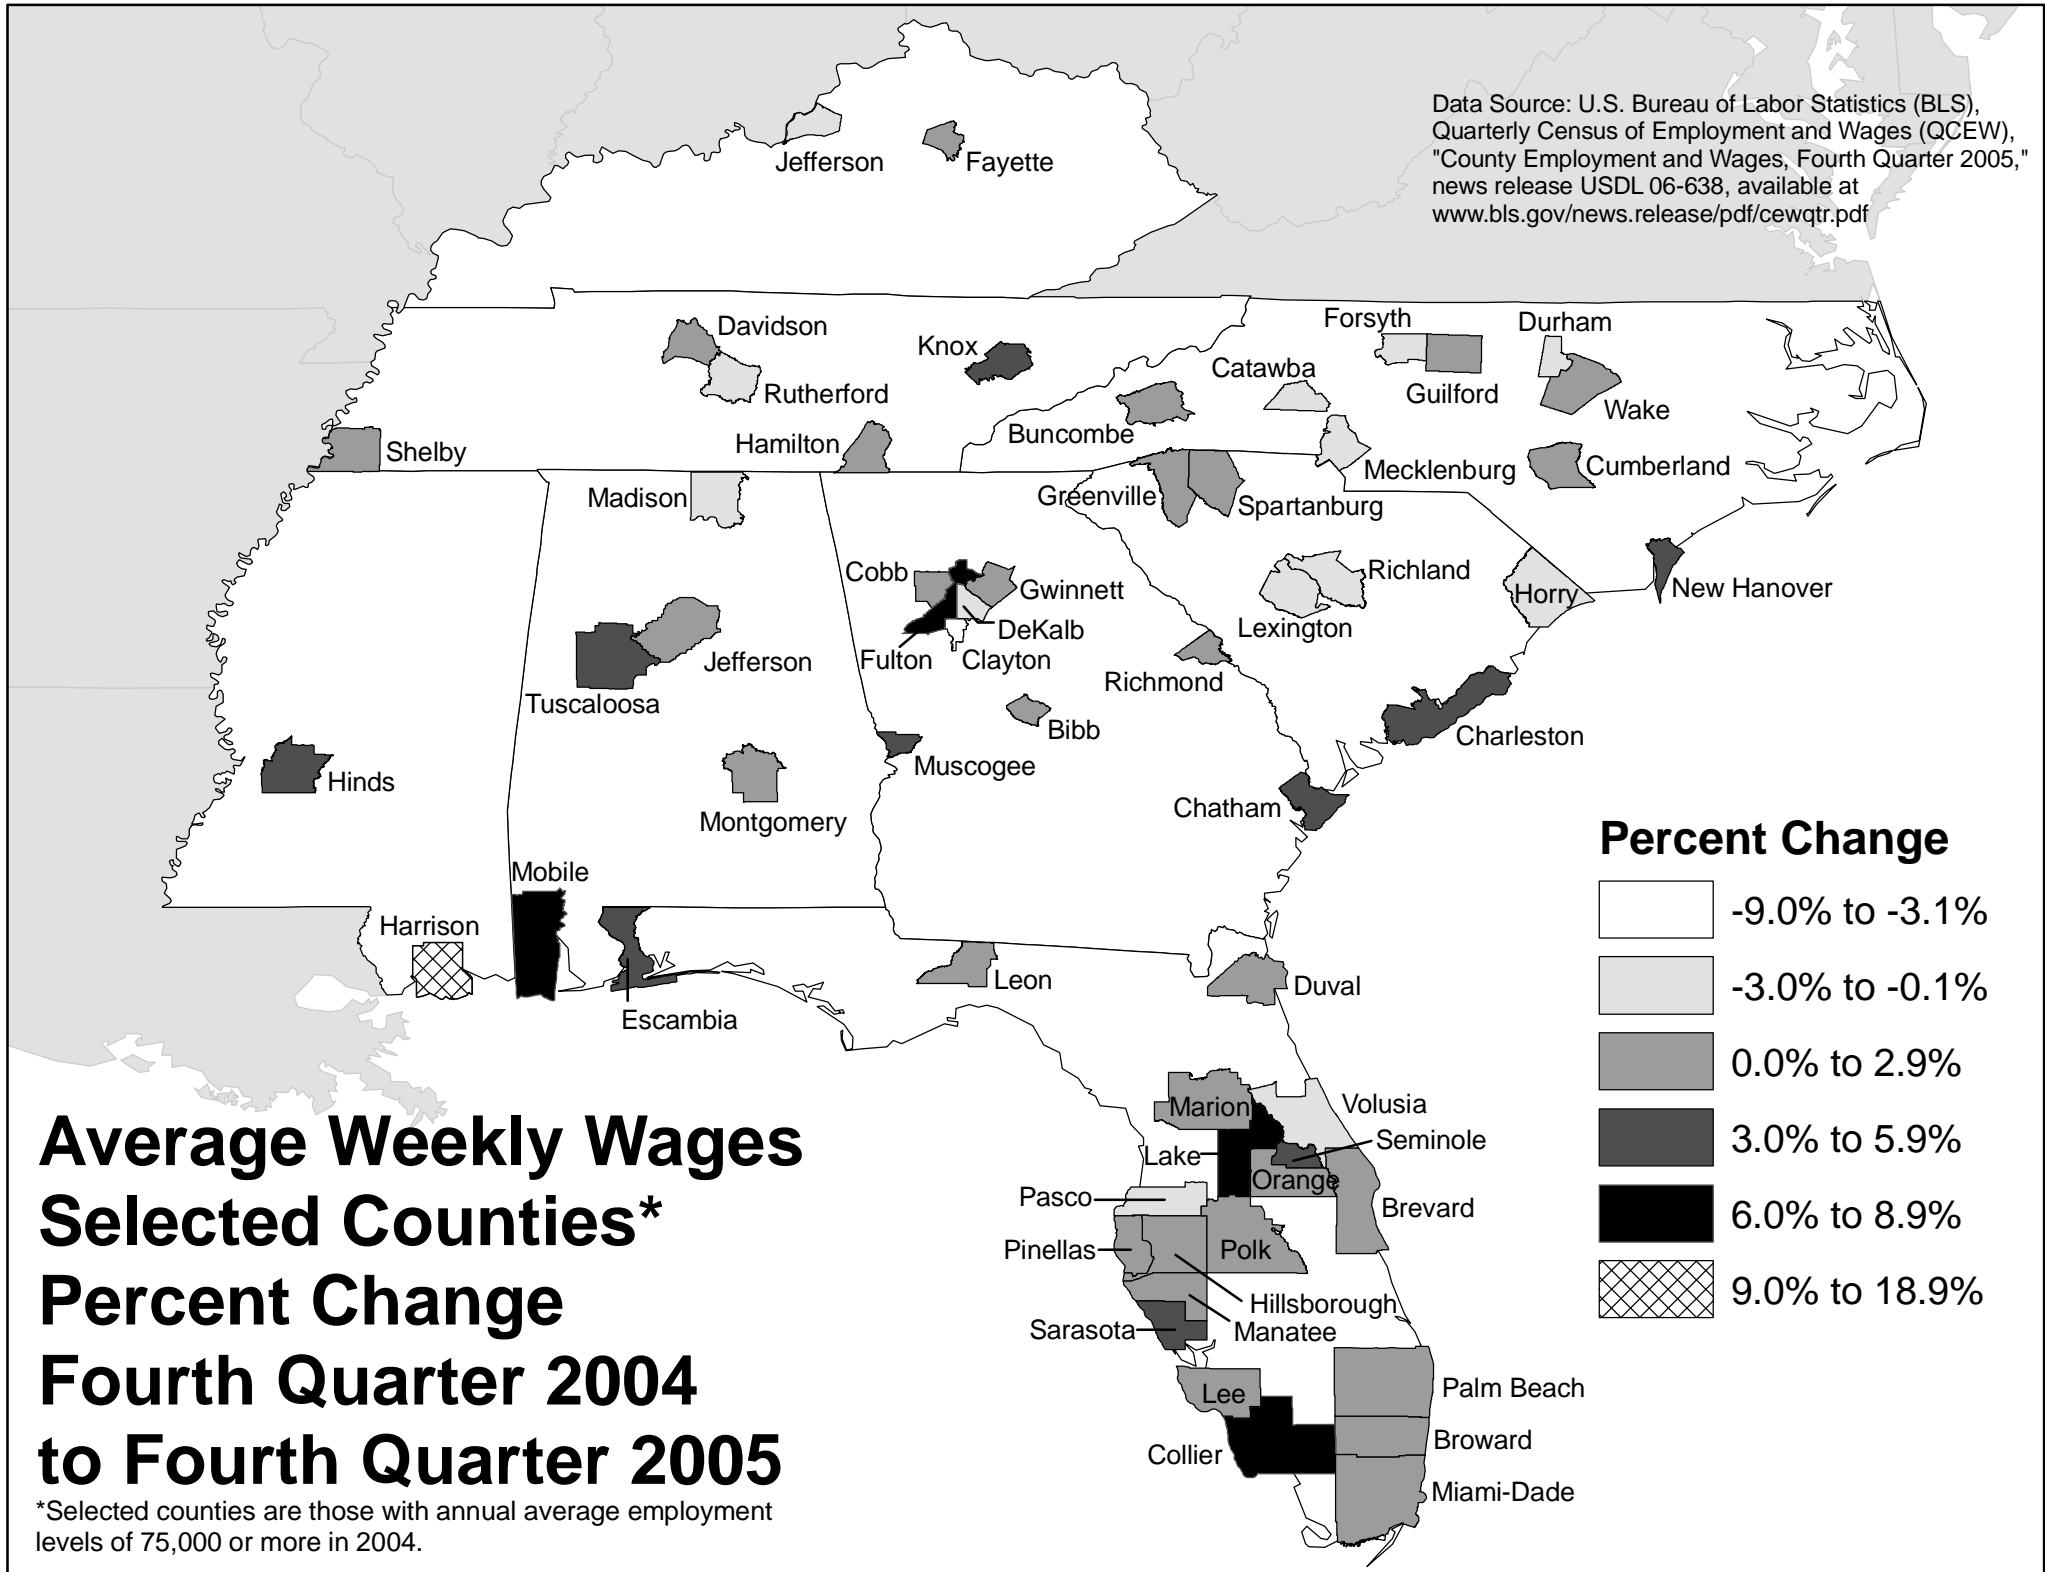 Data Source: U.S. Bureau of Labor Statistics (BLS),
Quarterly Census of Employment and Wages (QCEW),
"County Employment and Wages, Fourth Quarter 2005,"
news release USDL 06-638, available at
www.bls.gov/news.release/pdf/cewqtr.pdf
Jefferson
Fayette
Davidson
Knox
Rutherford
Shelby
Hamilton
Forsyth
Durham
Catawba
Guilford
Wake
Buncombe
Mecklenburg
Cumberland
Madison
Greenville
Spartanburg
Cobb
Gwinnett
Richland
Horry
New Hanover
DeKalb
Lexington
Fulton
Clayton
Jefferson
Richmond
Tuscaloosa
Bibb
Charleston
Muscogee
Hinds
Chatham
Montgomery
Mobile
Harrison
Leon
Duval
Escambia
Percent Change
-9.0% to -3.1%
-3.0% to -0.1%
0.0% to 2.9%
3.0% to 5.9%
6.0% to 8.9%
9.0% to 18.9%
Marion
Volusia
Seminole
Lake
Orange
Pasco
Brevard
Pinellas
Polk
Hillsborough
Sarasota
Manatee
Lee
Palm Beach
Broward
Collier
Miami-Dade
Average Weekly Wages
Selected Counties*
Percent Change
Fourth Quarter 2004
to Fourth Quarter 2005
*Selected counties are those with annual average employment
levels of 75,000 or more in 2004.